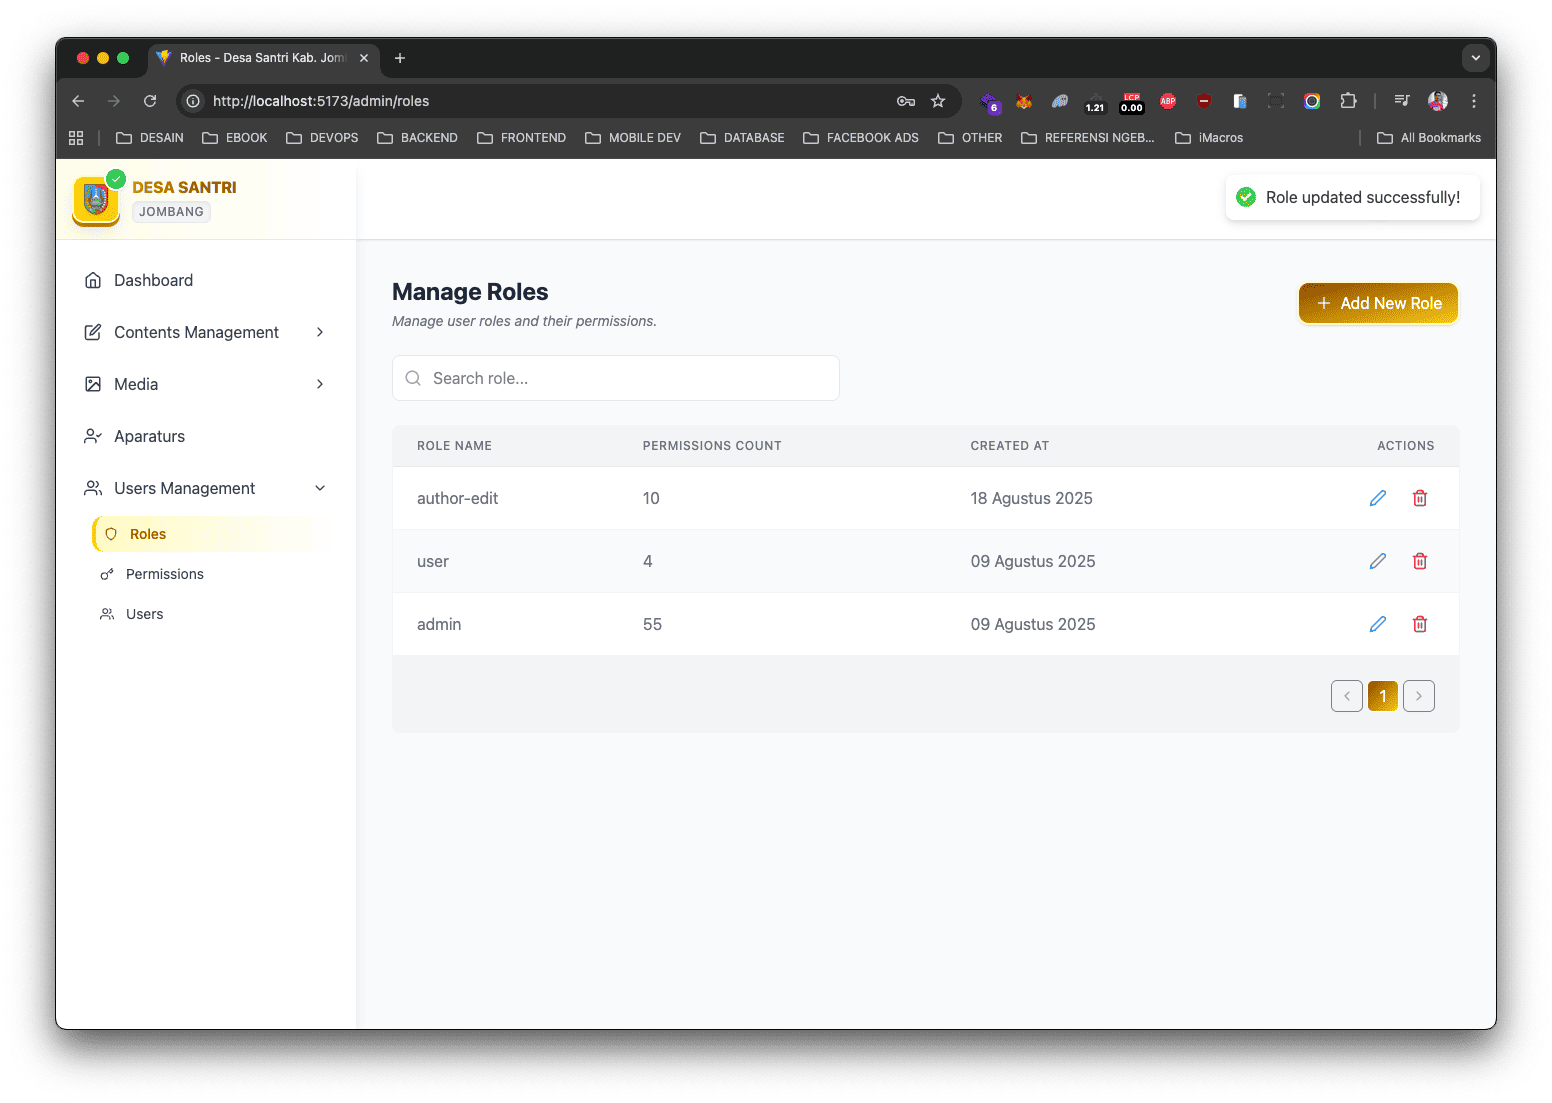 Roles - Desa Santri Kab. Jom
http://localhost:5173/admin/roles
6
1.21
LCP
0.00
ABP
DESAIN
EBOOK
DEVOPS
BACKEND
FRONTEND
MOBILE DEV
DATABASE
FACEBOOK ADS
OTHER
REFERENSI NGEB...
iMacros
All Bookmarks
DESA SANTRI
JOMBANG
Role updated successfully!
Dashboard
Contents Management
Media
Aparaturs
Users Management
Roles
Permissions
Users
Manage Roles
Manage user roles and their permissions.
Add New Role
Search role...
ROLE NAME PERMISSIONS COUNT CREATED AT ACTIONS
author-edit 10 18 Agustus 2025
user 4 09 Agustus 2025
admin 55 09 Agustus 2025
1